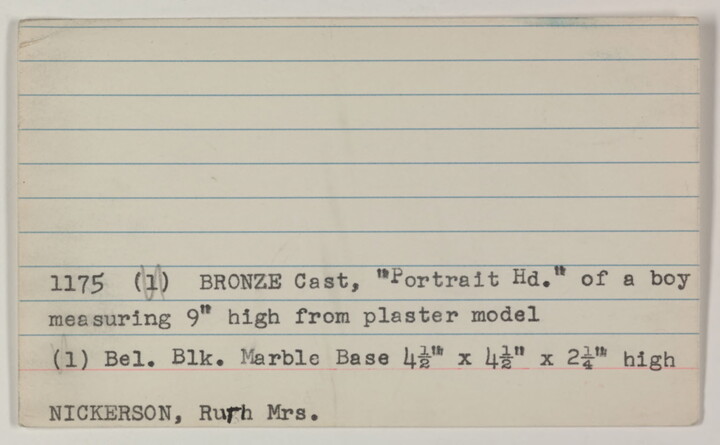 1175 (1) BRONZE Cast, "Portrait Hd." of a boy
measuring 9" high from plaster model
(1) Bel. Blk. Marble Base 4½" x 4½" x 2¼" high
NICKERSON, Ruth Mrs.